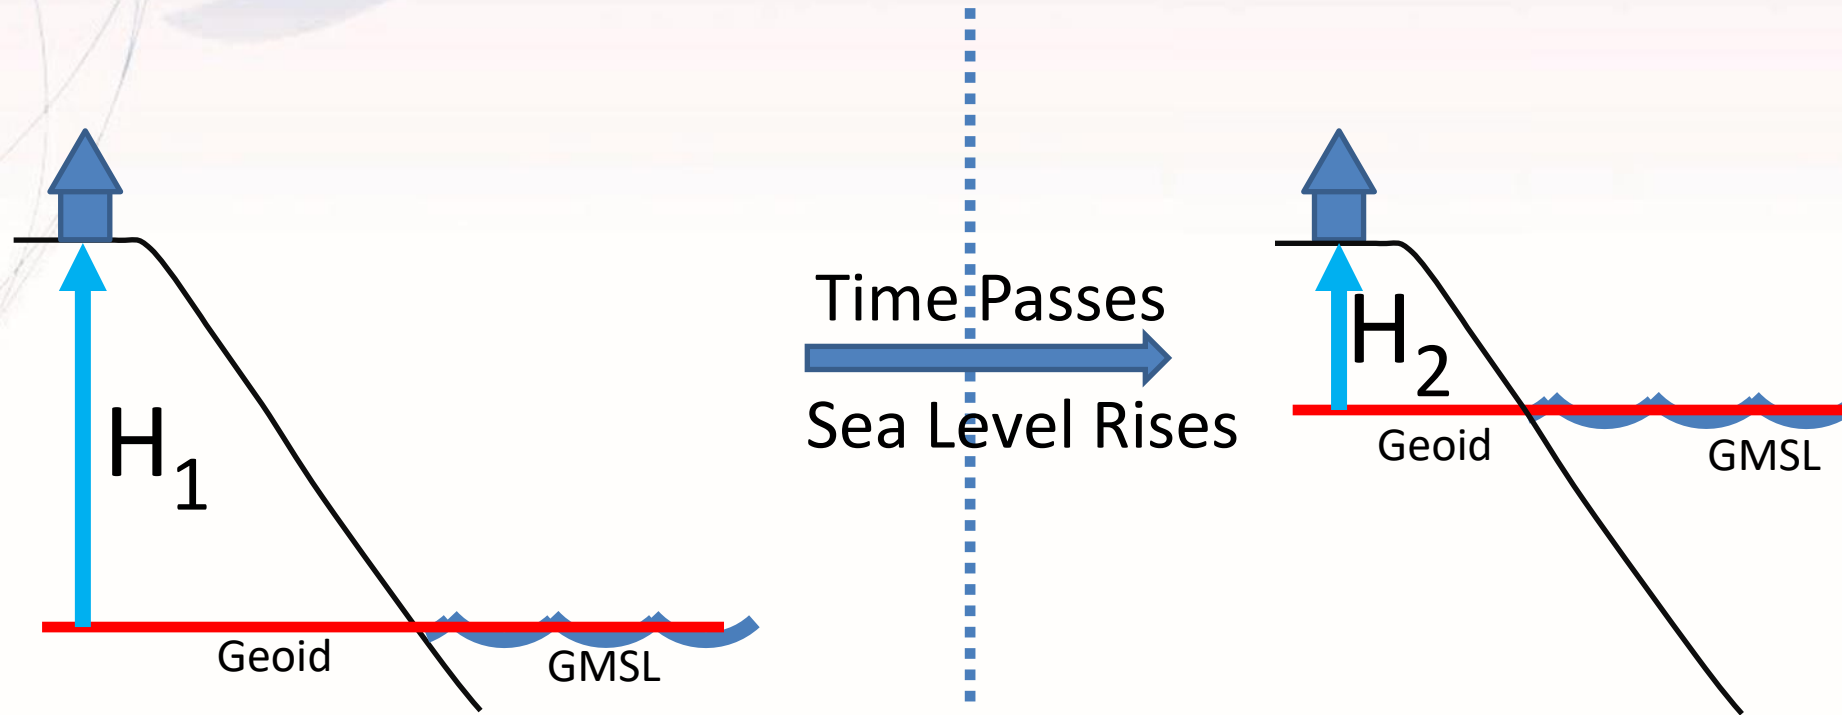 H1
Geoid
GMSL
Time Passes
Sea Level Rises
H2
Geoid
GMSL